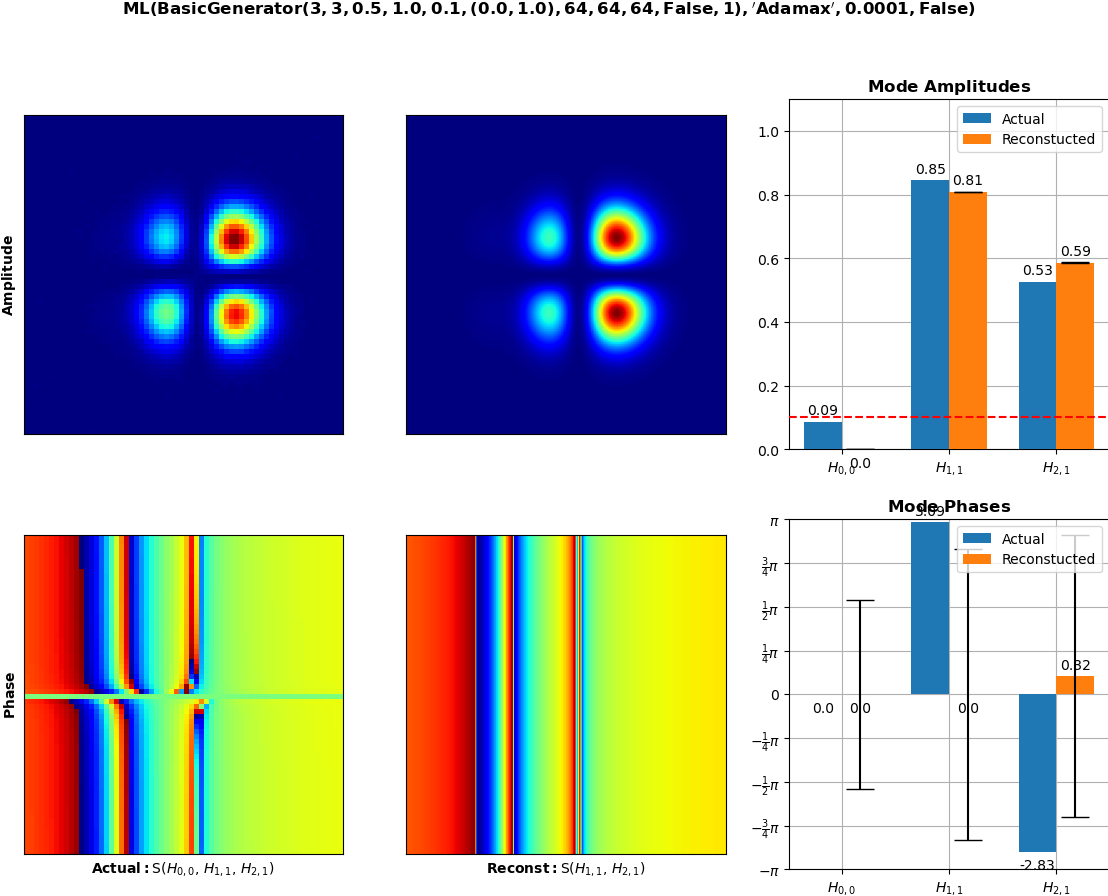 ML(BasicGenerator(3, 3, 0.5, 1.0, 0.1, (0.0, 1.0), 64, 64, 64, False, 1), ′Adamax′, 0.0001, False)
Amplitude
Mode Amplitudes
Actual
Reconstucted
1.0
0.8
0.6
0.4
0.2
0.0
0.09
0.0
0.85
0.81
0.53
0.59
H0,0
H1,1
H2,1
Phase
Actual: S(H0,0, H1,1, H2,1)
Reconst: S(H1,1, H2,1)
Mode Phases
Actual
Reconstucted
π
3/4π
1/2π
1/4π
0
−1/4π
−1/2π
−3/4π
−π
0.0
0.0
3.09
0.0
-2.83
0.32
H0,0
H1,1
H2,1